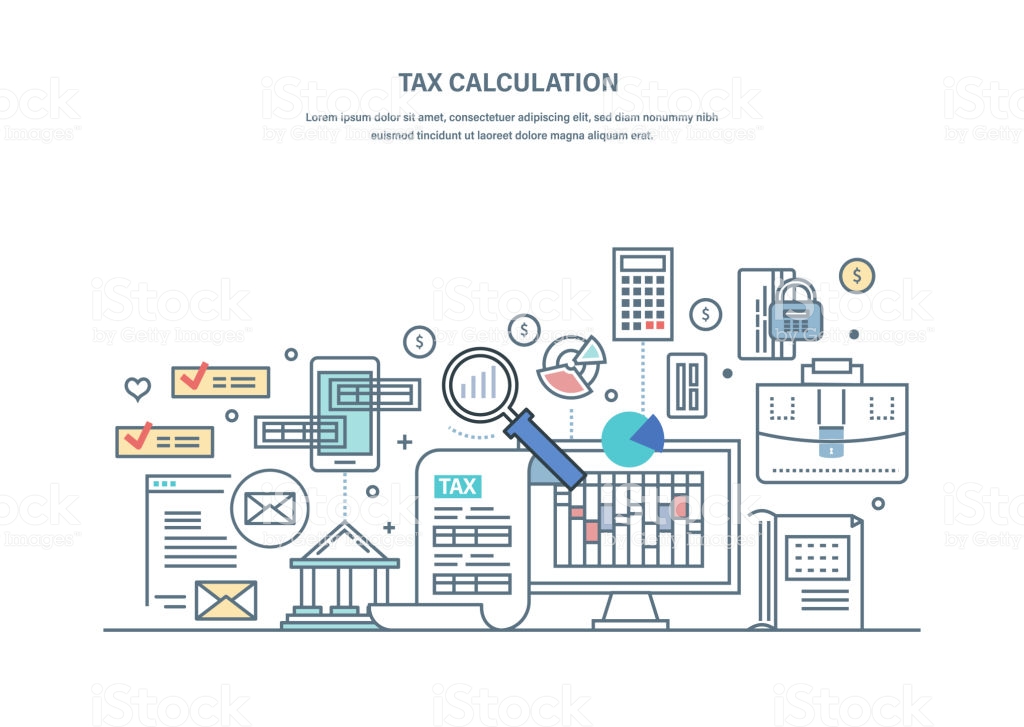 TAX CALCULATION
Lorem ipsum dolor sit amet, consectetuer adipiscing elit, sed diam nonummy nibh
euismod tincidunt ut laoreet dolore magna aliquam erat.
iStock
by Getty Images™
$
$
$
$
TAX